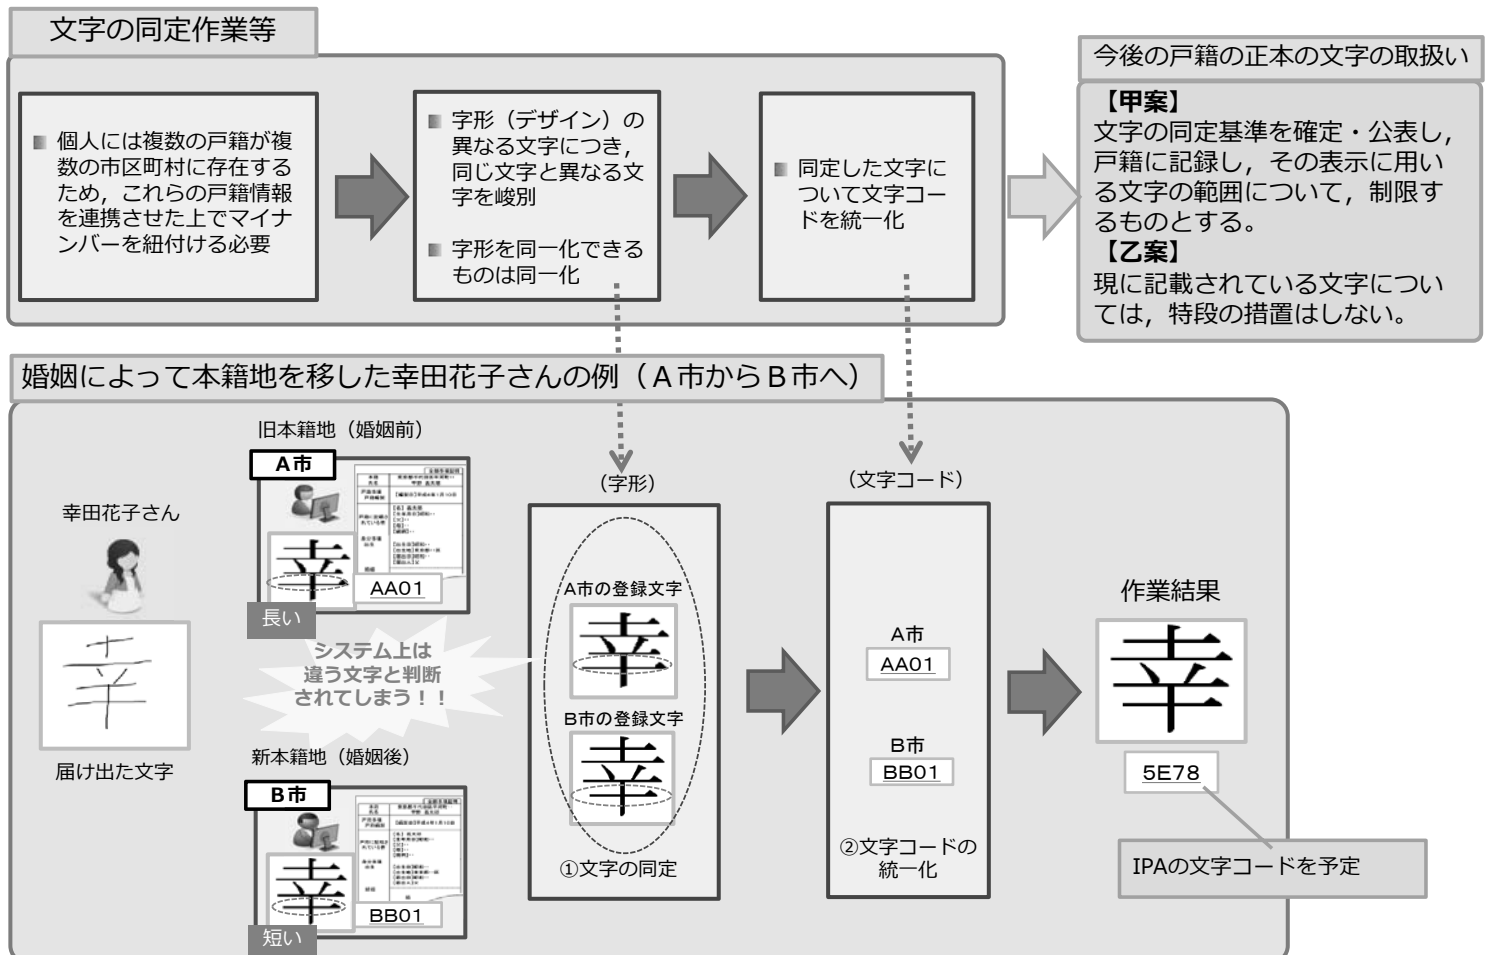 文字の同定作業等
個人には複数の戸籍が複
数の市区町村に存在する
ため，これらの戸籍情報
を連携させた上でマイナ
ンバーを紐付ける必要
字形（デザイン）の
異なる文字につき，
同じ文字と異なる文
字を峻別
字形を同一化できる
ものは同一化
同定した文字に
ついて文字コー
ドを統一化
今後の戸籍の正本の文字の取扱い
【甲案】
文字の同定基準を確定・公表し，
戸籍に記録し，その表示に用い
る文字の範囲について，制限す
るものとする。
【乙案】
現に記載されている文字につい
ては，特段の措置はしない。
婚姻によって本籍地を移した幸田花子さんの例（Ａ市からＢ市へ）
幸田花子さん
幸
届け出た文字
旧本籍地（婚姻前）
Ａ市
幸
AA01
長い
システム上は
違う文字と判断
されてしまう！！
新本籍地（婚姻後）
Ｂ市
幸
BB01
短い
（字形）
A市の登録文字
幸
B市の登録文字
幸
①文字の同定
（文字コード）
A市
AA01
B市
BB01
②文字コードの
統一化
作業結果
幸
5E78
IPAの文字コードを予定